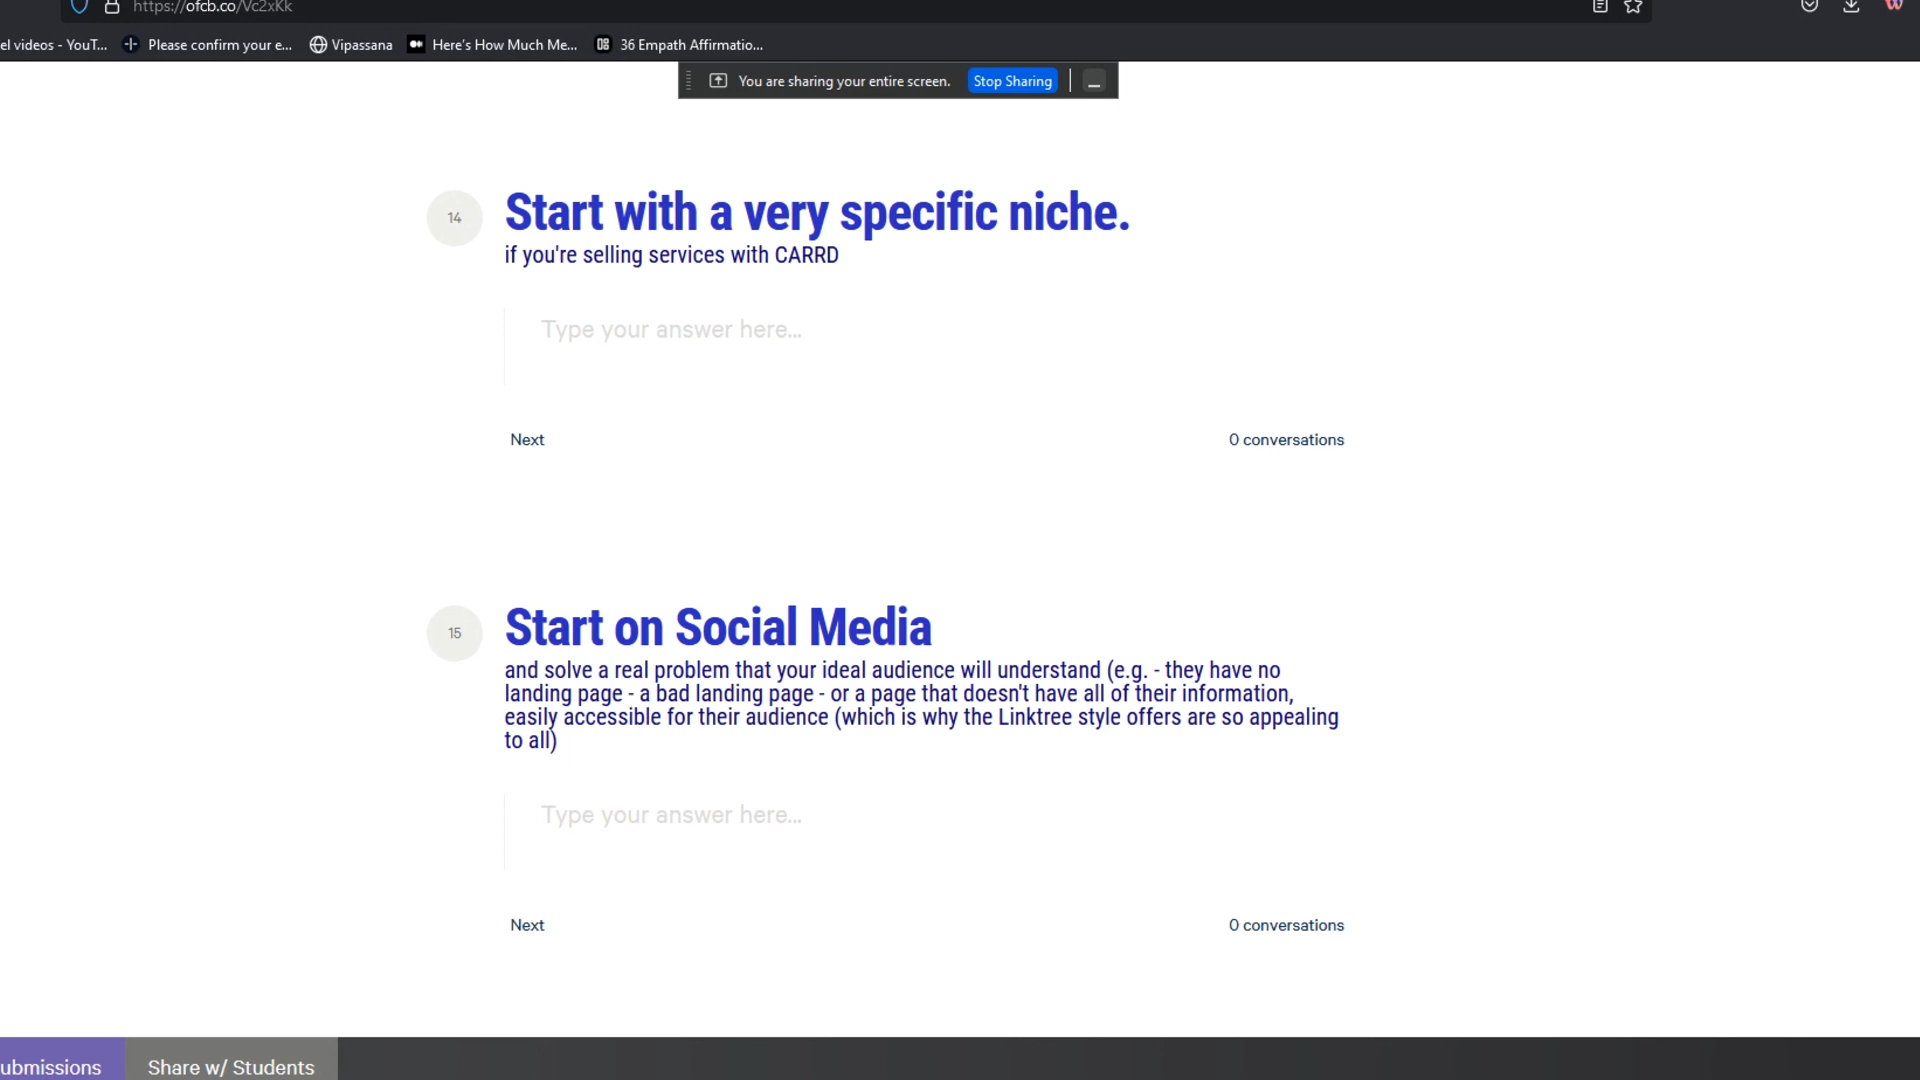 https://ofcb.co/Vc2xKk
el videos - YouT...
Please confirm your e...
Vipassana
Here's How Much Me...
36 Empath Affirmatio...
You are sharing your entire screen.
Stop Sharing
14
Start with a very specific niche.
if you're selling services with CARRD
Type your answer here...
Next
0 conversations
15
Start on Social Media
and solve a real problem that your ideal audience will understand (e.g. - they have no
landing page - a bad landing page - or a page that doesn't have all of their information,
easily accessible for their audience (which is why the Linktree style offers are so appealing
to all)
Type your answer here...
Next
0 conversations
ubmissions
Share w/ Students